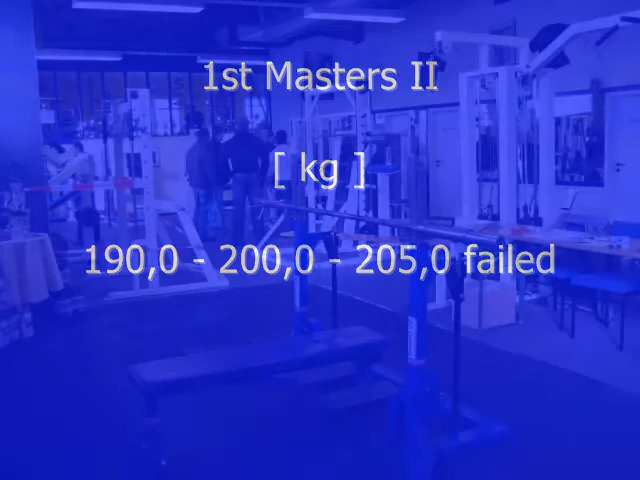 1st Masters II
[ kg ]
190,0 - 200,0 - 205,0 failed